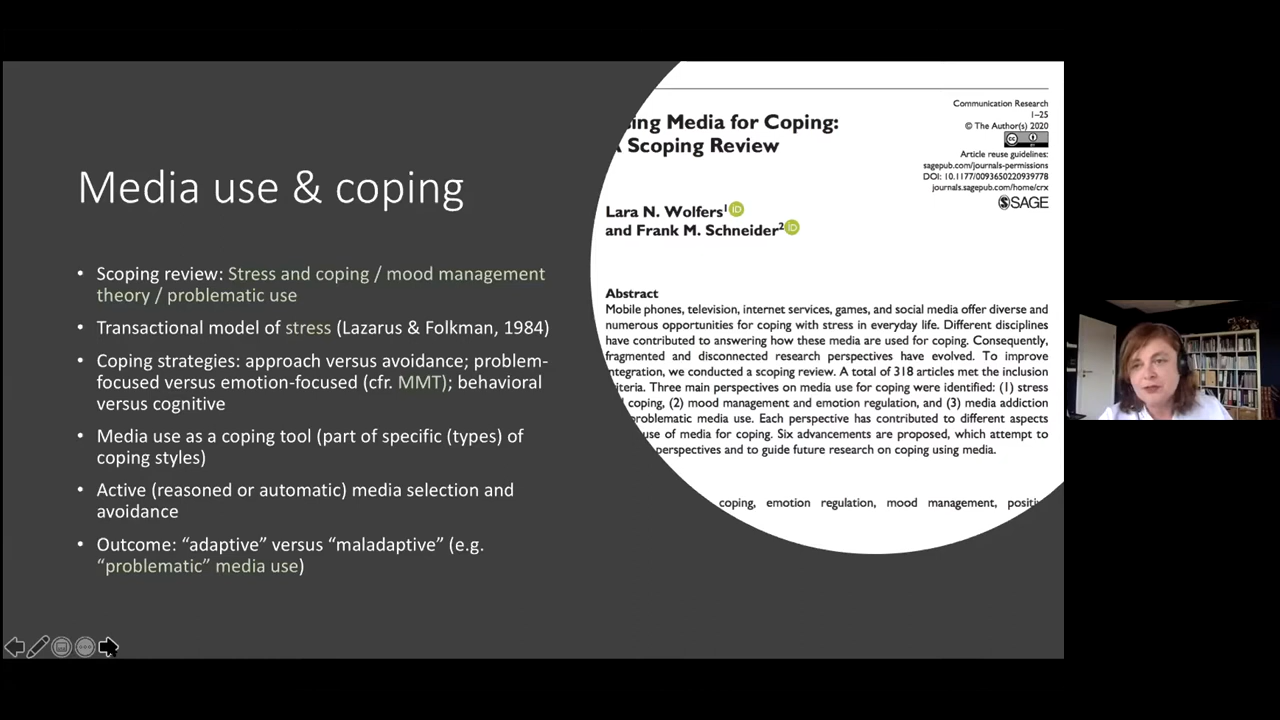 Media use & coping
• Scoping review: Stress and coping / mood management
theory / problematic use
• Transactional model of stress (Lazarus & Folkman, 1984)
• Coping strategies: approach versus avoidance; problem-
focused versus emotion-focused (cfr. MMT); behavioral
versus cognitive
• Media use as a coping tool (part of specific (types) of
coping styles)
• Active (reasoned or automatic) media selection and
avoidance
• Outcome: “adaptive” versus “maladaptive” (e.g.
“problematic” media use)
Communication Research
1–25
© The Author(s) 2020
Article reuse guidelines:
sagepub.com/journals-permissions
DOI: 10.1177/0093650220939778
journals.sagepub.com/home/crx
SAGE
ing Media for Coping:
A Scoping Review
Lara N. Wolfers1 iD
and Frank M. Schneider2 iD
Abstract
Mobile phones, television, internet services, games, and social media offer diverse and
numerous opportunities for coping with stress in everyday life. Different disciplines
have contributed to answering how these media are used for coping. Consequently,
fragmented and disconnected research perspectives have evolved. To improve
ntegration, we conducted a scoping review. A total of 318 articles met the inclusion
iteria. Three main perspectives on media use for coping were identified: (1) stress
coping, (2) mood management and emotion regulation, and (3) media addiction
problematic media use. Each perspective has contributed to different aspects
use of media for coping. Six advancements are proposed, which attempt to
perspectives and to guide future research on coping using media.
coping, emotion regulation, mood management, positiv